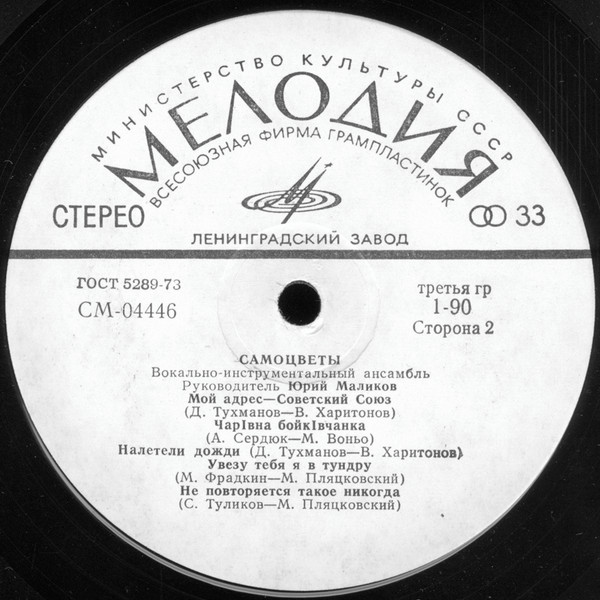 МИНИСТЕРСТВО КУЛЬТУРЫ СССР
МЕЛОДИЯ
ВСЕСОЮЗНАЯ ФИРМА ГРАМПЛАСТИНОК
СТЕРЕО
33
ЛЕНИНГРАДСКИЙ ЗАВОД
ГОСТ 5289-73
СМ-04446
третья гр
1-90
Сторона 2
САМОЦВЕТЫ
Вокально-инструментальный ансамбль
Руководитель Юрий Маликов
Мой адрес—Советский Союз
(Д. Тухманов—В. Харитонов)
ЧарIвна бойкIвчанка
(А. Сердюк—М. Воньо)
Налетели дожди (Д. Тухманов—В. Харитонов)
Увезу тебя я в тундру
(М. Фрадкин—М. Пляцковский)
Не повторяется такое никогда
(С. Туликов—М. Пляцковский)